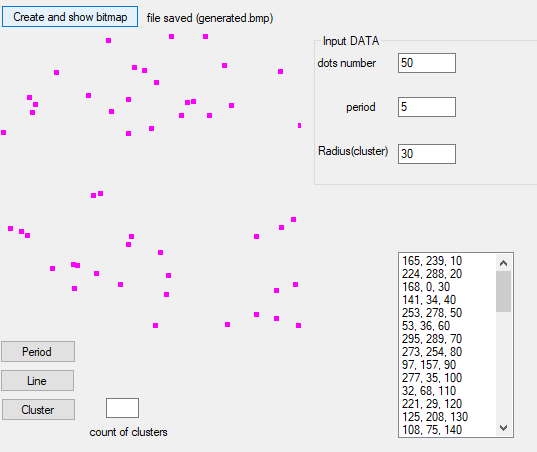 Create and show bitmap
file saved (generated.bmp)
Input DATA
dots number 50
period 5
Radius(cluster) 30
165, 239, 10
224, 288, 20
168, 0, 30
141, 34, 40
253, 278, 50
53, 36, 60
295, 289, 70
273, 254, 80
97, 157, 90
277, 35, 100
32, 68, 110
221, 29, 120
125, 208, 130
108, 75, 140
Period
Line
Cluster
count of clusters